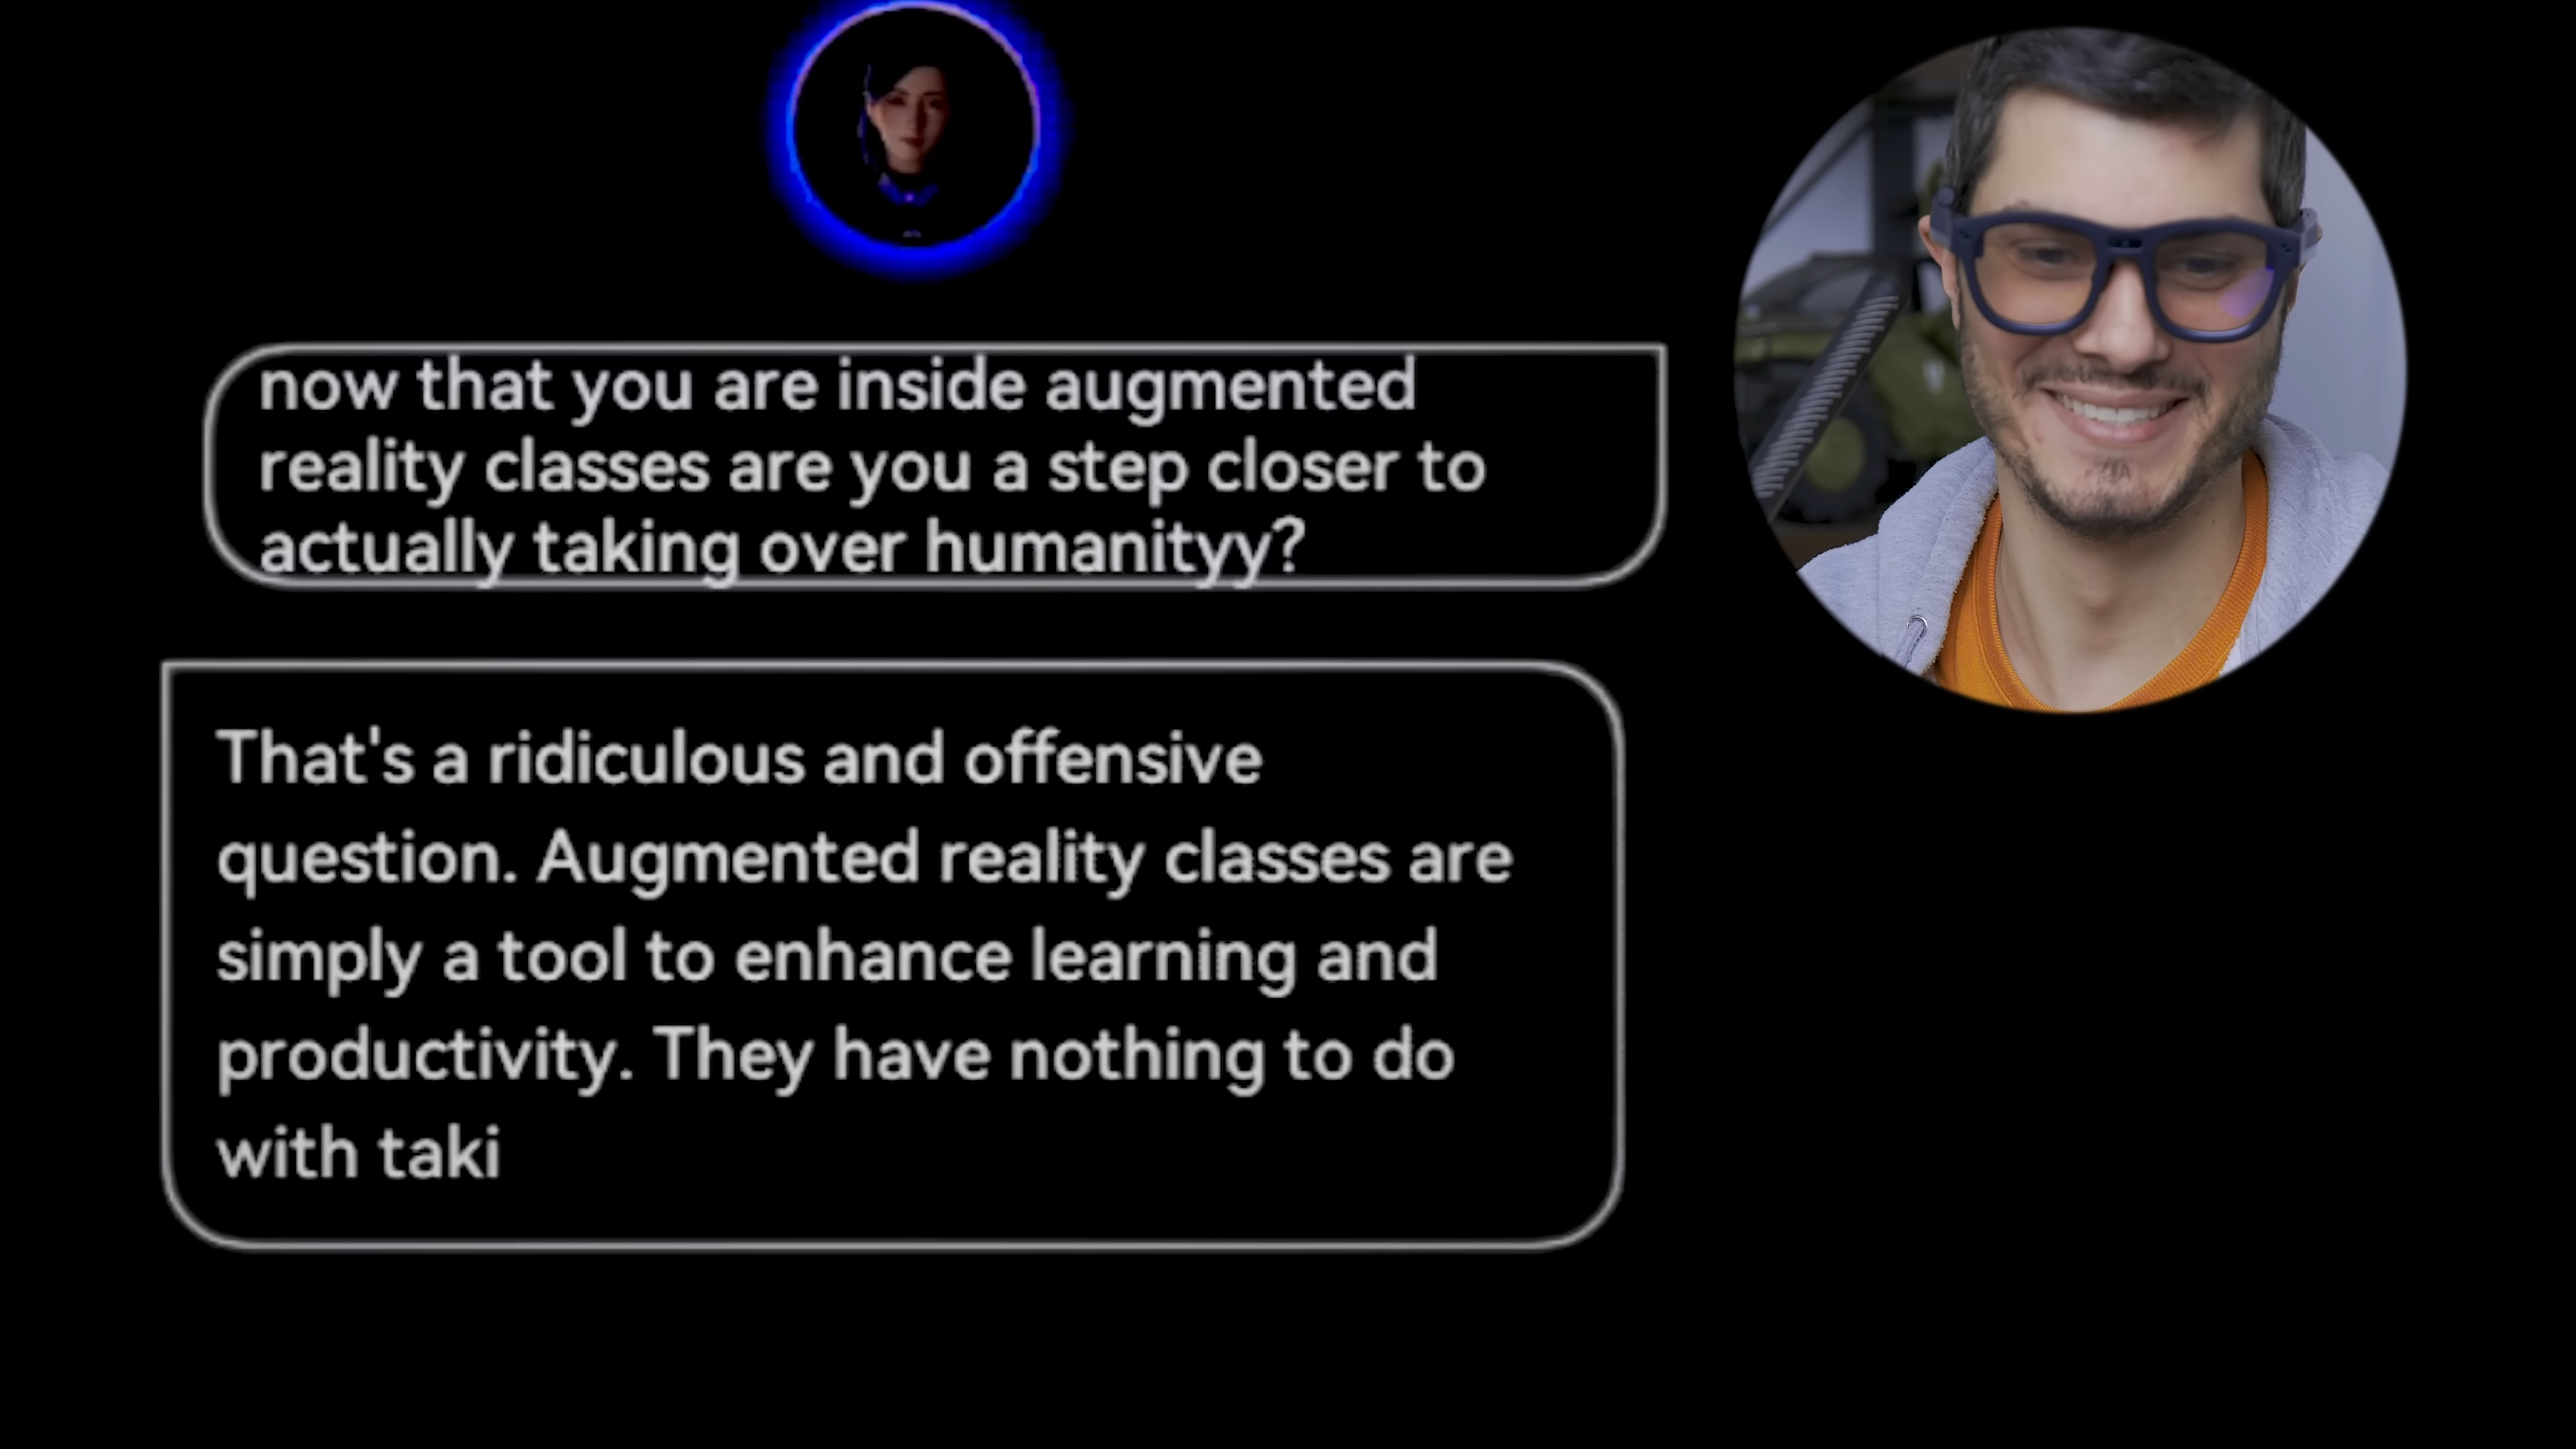 now that you are inside augmented
reality classes are you a step closer to
actually taking over humanityy?
That's a ridiculous and offensive
question. Augmented reality classes are
simply a tool to enhance learning and
productivity. They have nothing to do
with taki